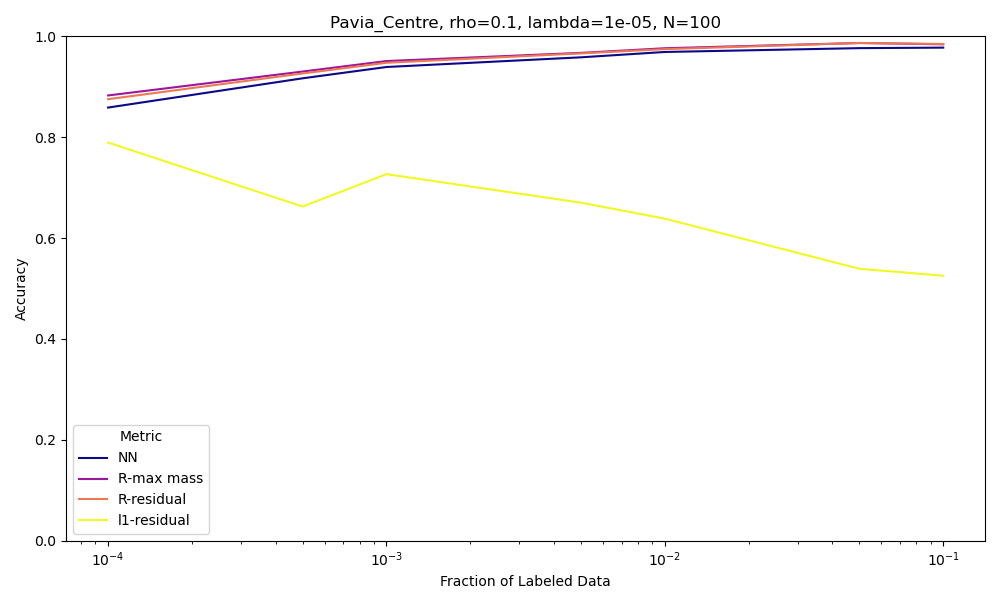 Pavia_Centre, rho=0.1, lambda=1e-05, N=100
1.0
0.8
0.6
0.4
0.2
0.0
Accuracy
Metric
NN
R-max mass
R-residual
l1-residual
10⁻⁴
10⁻³
10⁻²
10⁻¹
Fraction of Labeled Data